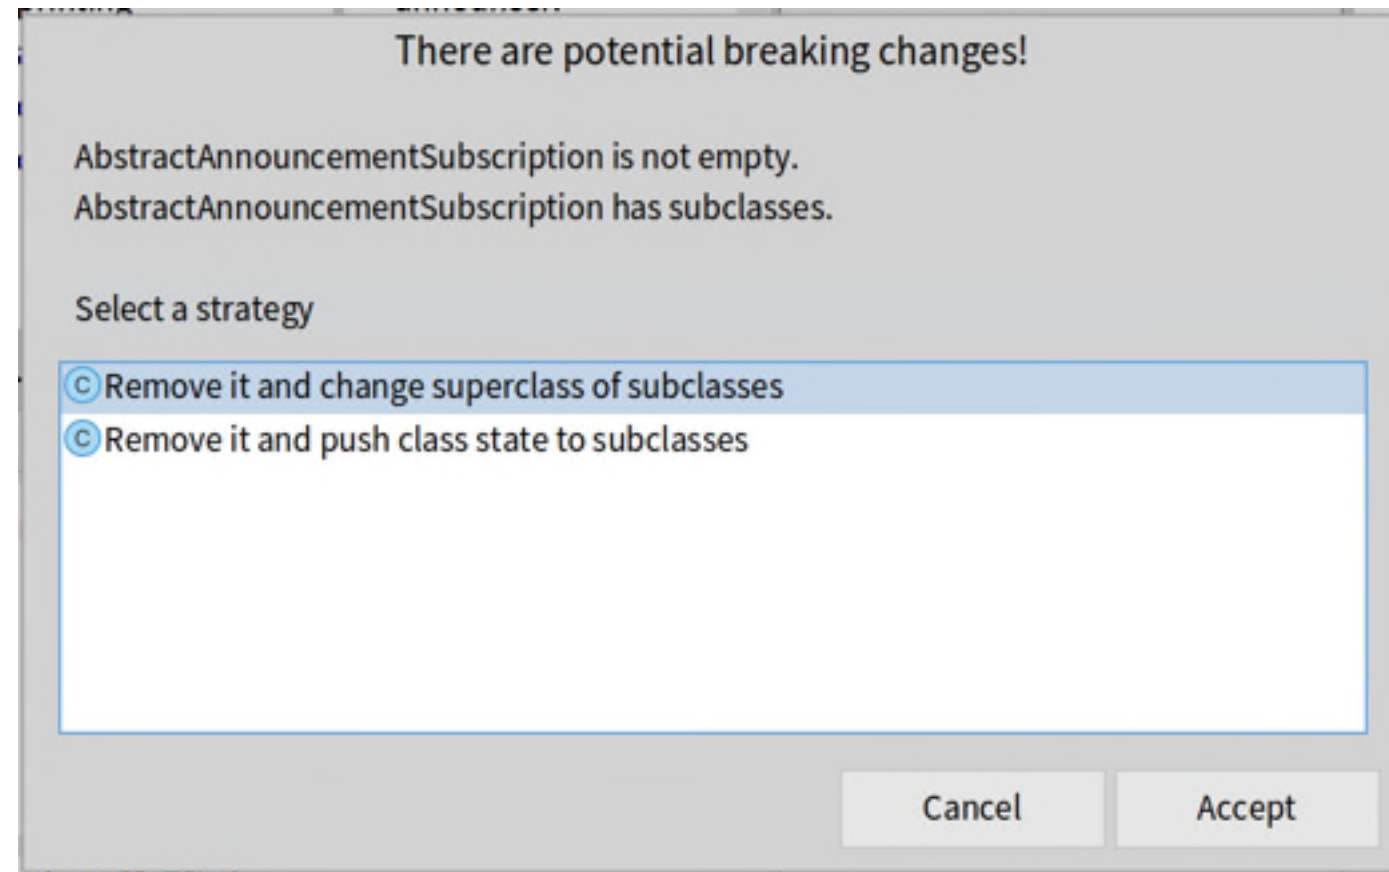 There are potential breaking changes!
AbstractAnnouncementSubscription is not empty.
AbstractAnnouncementSubscription has subclasses.
Select a strategy
C Remove it and change superclass of subclasses
C Remove it and push class state to subclasses
Cancel Accept